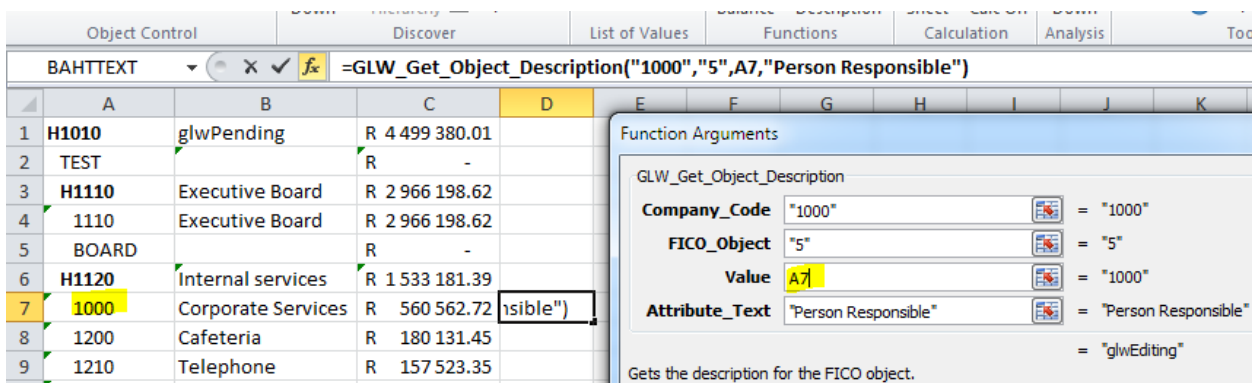 Object Control Discover List of Values Functions Calculation Analysis
BAHTTEXT fx =GLW_Get_Object_Description("1000","5",A7,"Person Responsible")
A B C D E F G H I J K
1 H1010 glwPending R 4 499 380.01
Function Arguments
2 TEST R -
GLW_Get_Object_Description
3 H1110 Executive Board R 2 966 198.62
Company_Code "1000" = "1000"
4 1110 Executive Board R 2 966 198.62
FICO_Object "5" = "5"
5 BOARD R -
Value A7 = "1000"
6 H1120 Internal services R 1 533 181.39
Attribute_Text "Person Responsible" = "Person Responsible"
7 1000 Corporate Services R 560 562.72 nsible")
8 1200 Cafeteria R 180 131.45
= "glwEditing"
9 1210 Telephone R 157 523.35
Gets the description for the FICO object.